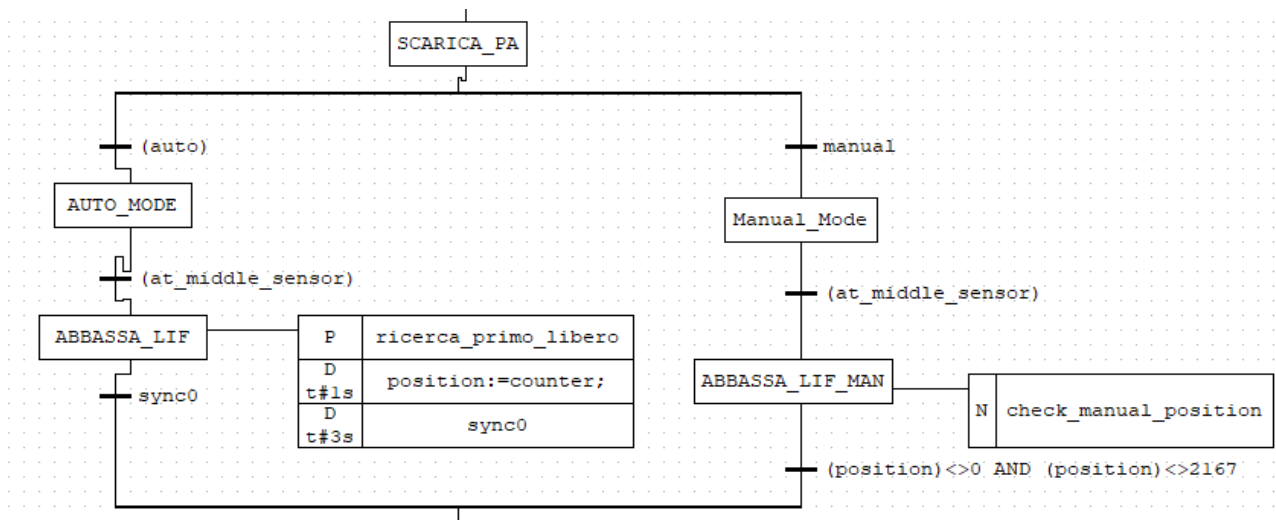 SCARICA_PA
(auto)
manual
AUTO_MODE
Manual_Mode
(at_middle_sensor)
(at_middle_sensor)
ABBASSA_LIF
P ricerca_primo_libero
D t#1s position:=counter;
D t#3s sync0
sync0
ABBASSA_LIF_MAN
N check_manual_position
(position)<>0 AND (position)<>2167